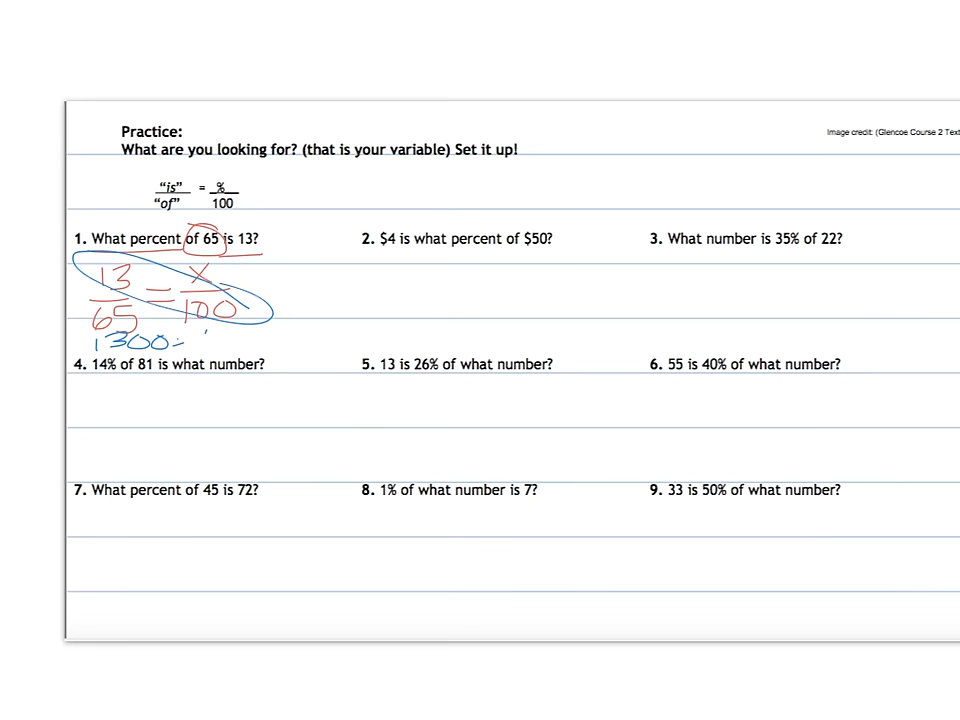 Practice:
Image credit: (Glencoe Course 2 Text
What are you looking for? (that is your variable) Set it up!
"is" = %
"of" 100
1. What percent of 65 is 13?
2. $4 is what percent of $50?
3. What number is 35% of 22?
13 = x
65 100
1300=
4. 14% of 81 is what number?
5. 13 is 26% of what number?
6. 55 is 40% of what number?
7. What percent of 45 is 72?
8. 1% of what number is 7?
9. 33 is 50% of what number?